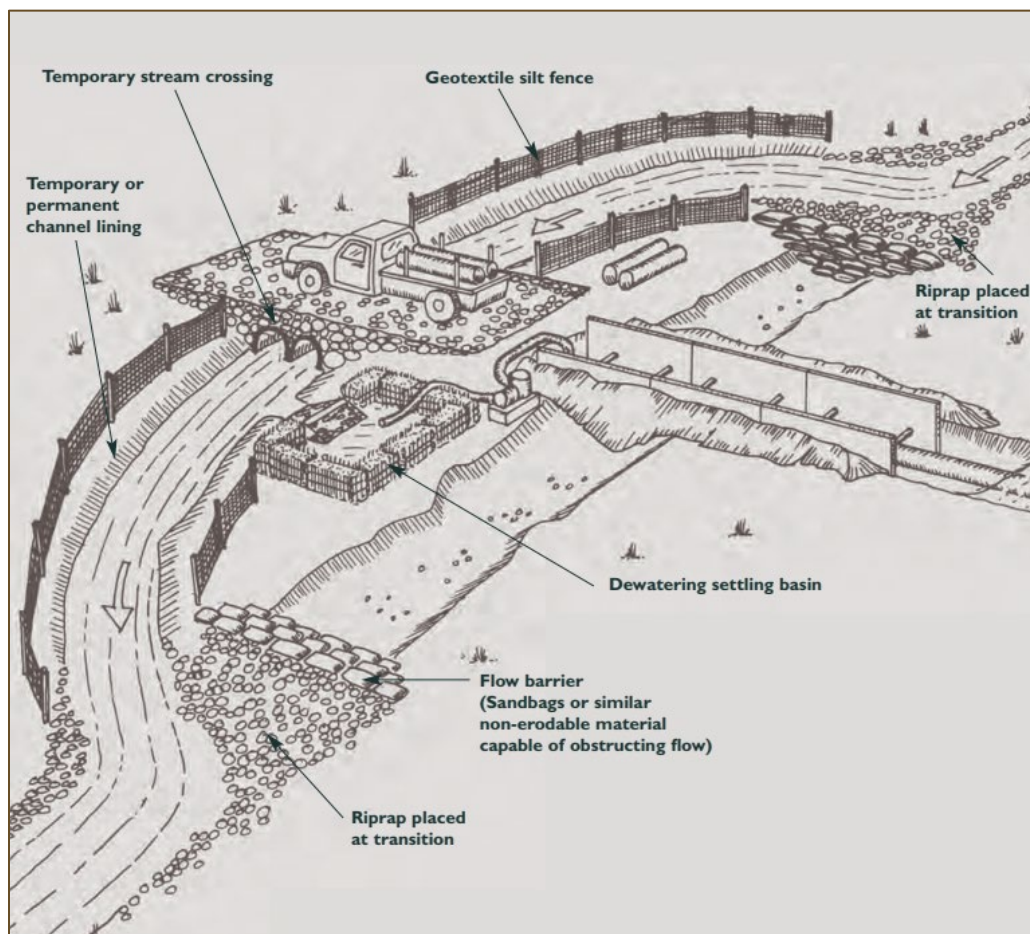 Temporary stream crossing
Geotextile silt fence
Temporary or
permanent
channel lining
Riprap placed
at transition
Dewatering settling basin
Flow barrier
(Sandbags or similar
non-erodable material
capable of obstructing flow)
Riprap placed
at transition